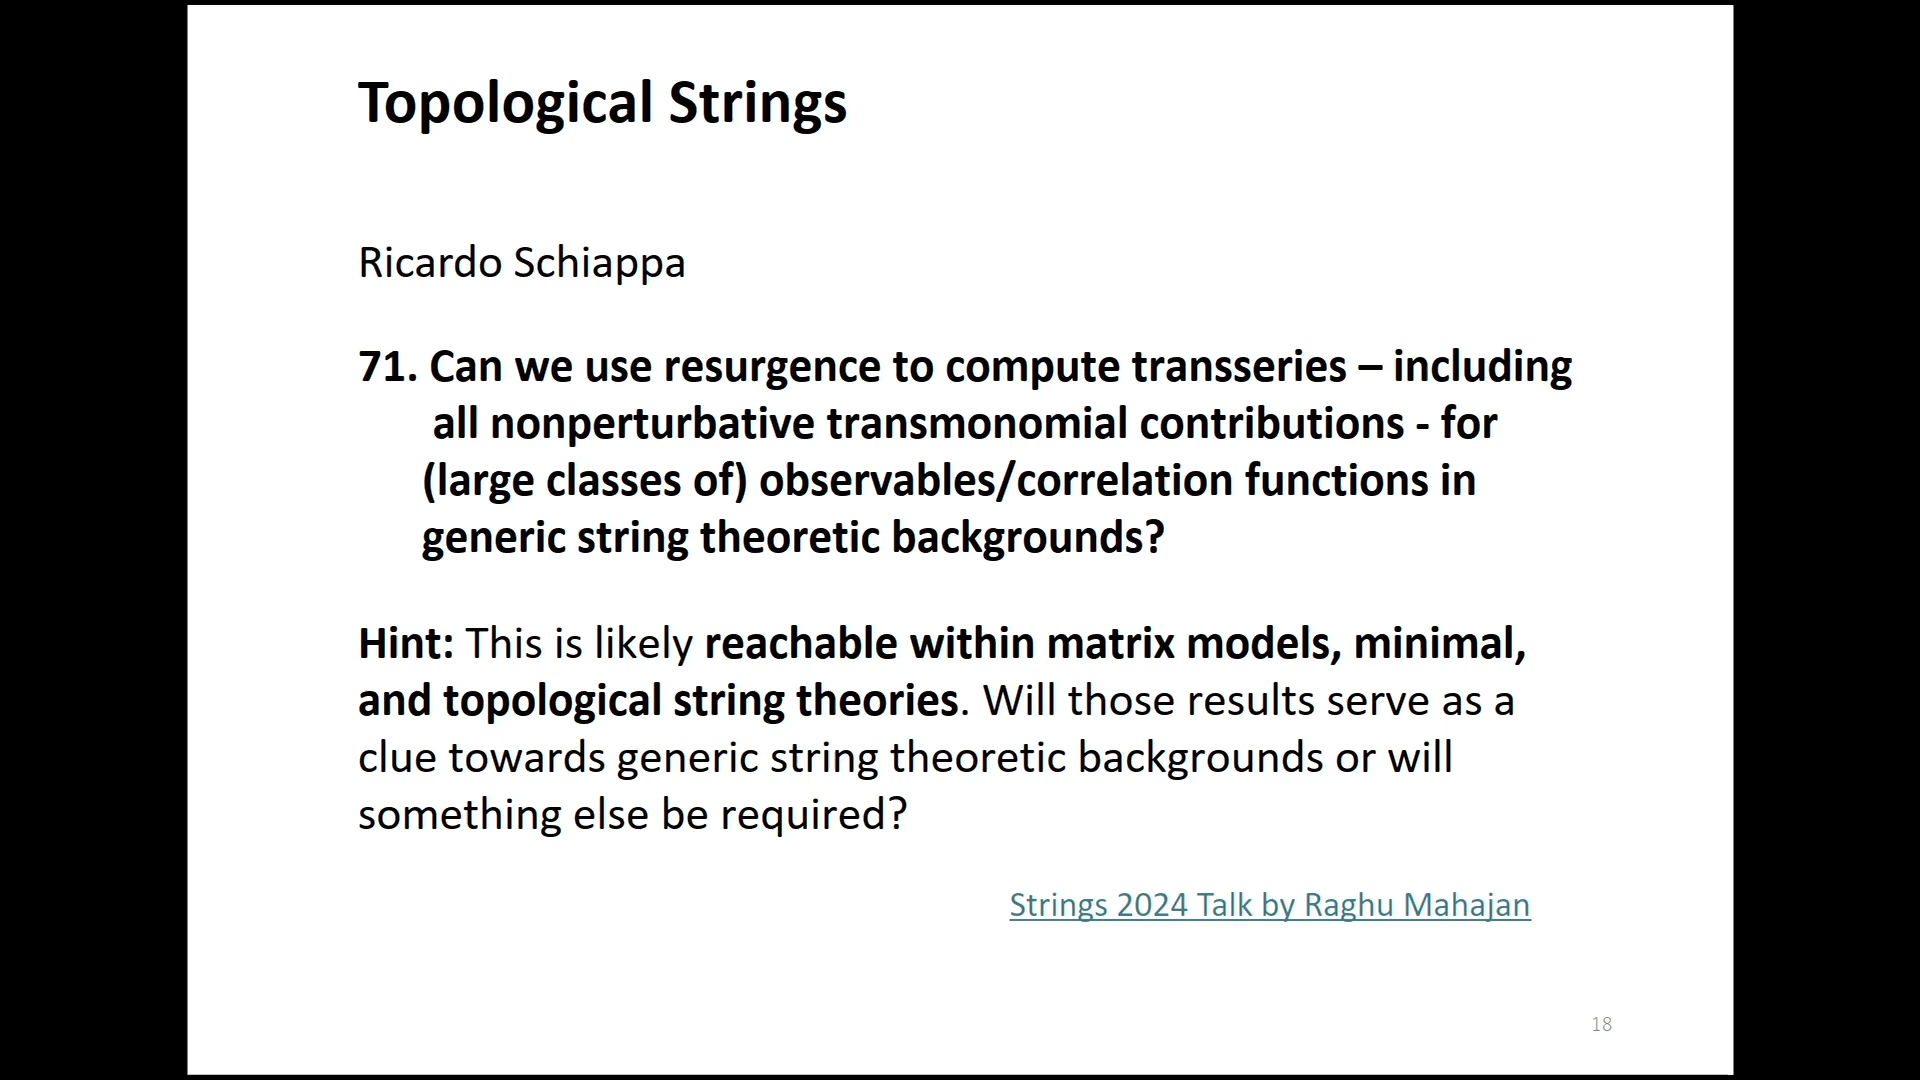 Topological Strings
Ricardo Schiappa
71. Can we use resurgence to compute transseries – including
all nonperturbative transmonomial contributions - for
(large classes of) observables/correlation functions in
generic string theoretic backgrounds?
Hint: This is likely reachable within matrix models, minimal,
and topological string theories. Will those results serve as a
clue towards generic string theoretic backgrounds or will
something else be required?
Strings 2024 Talk by Raghu Mahajan
18